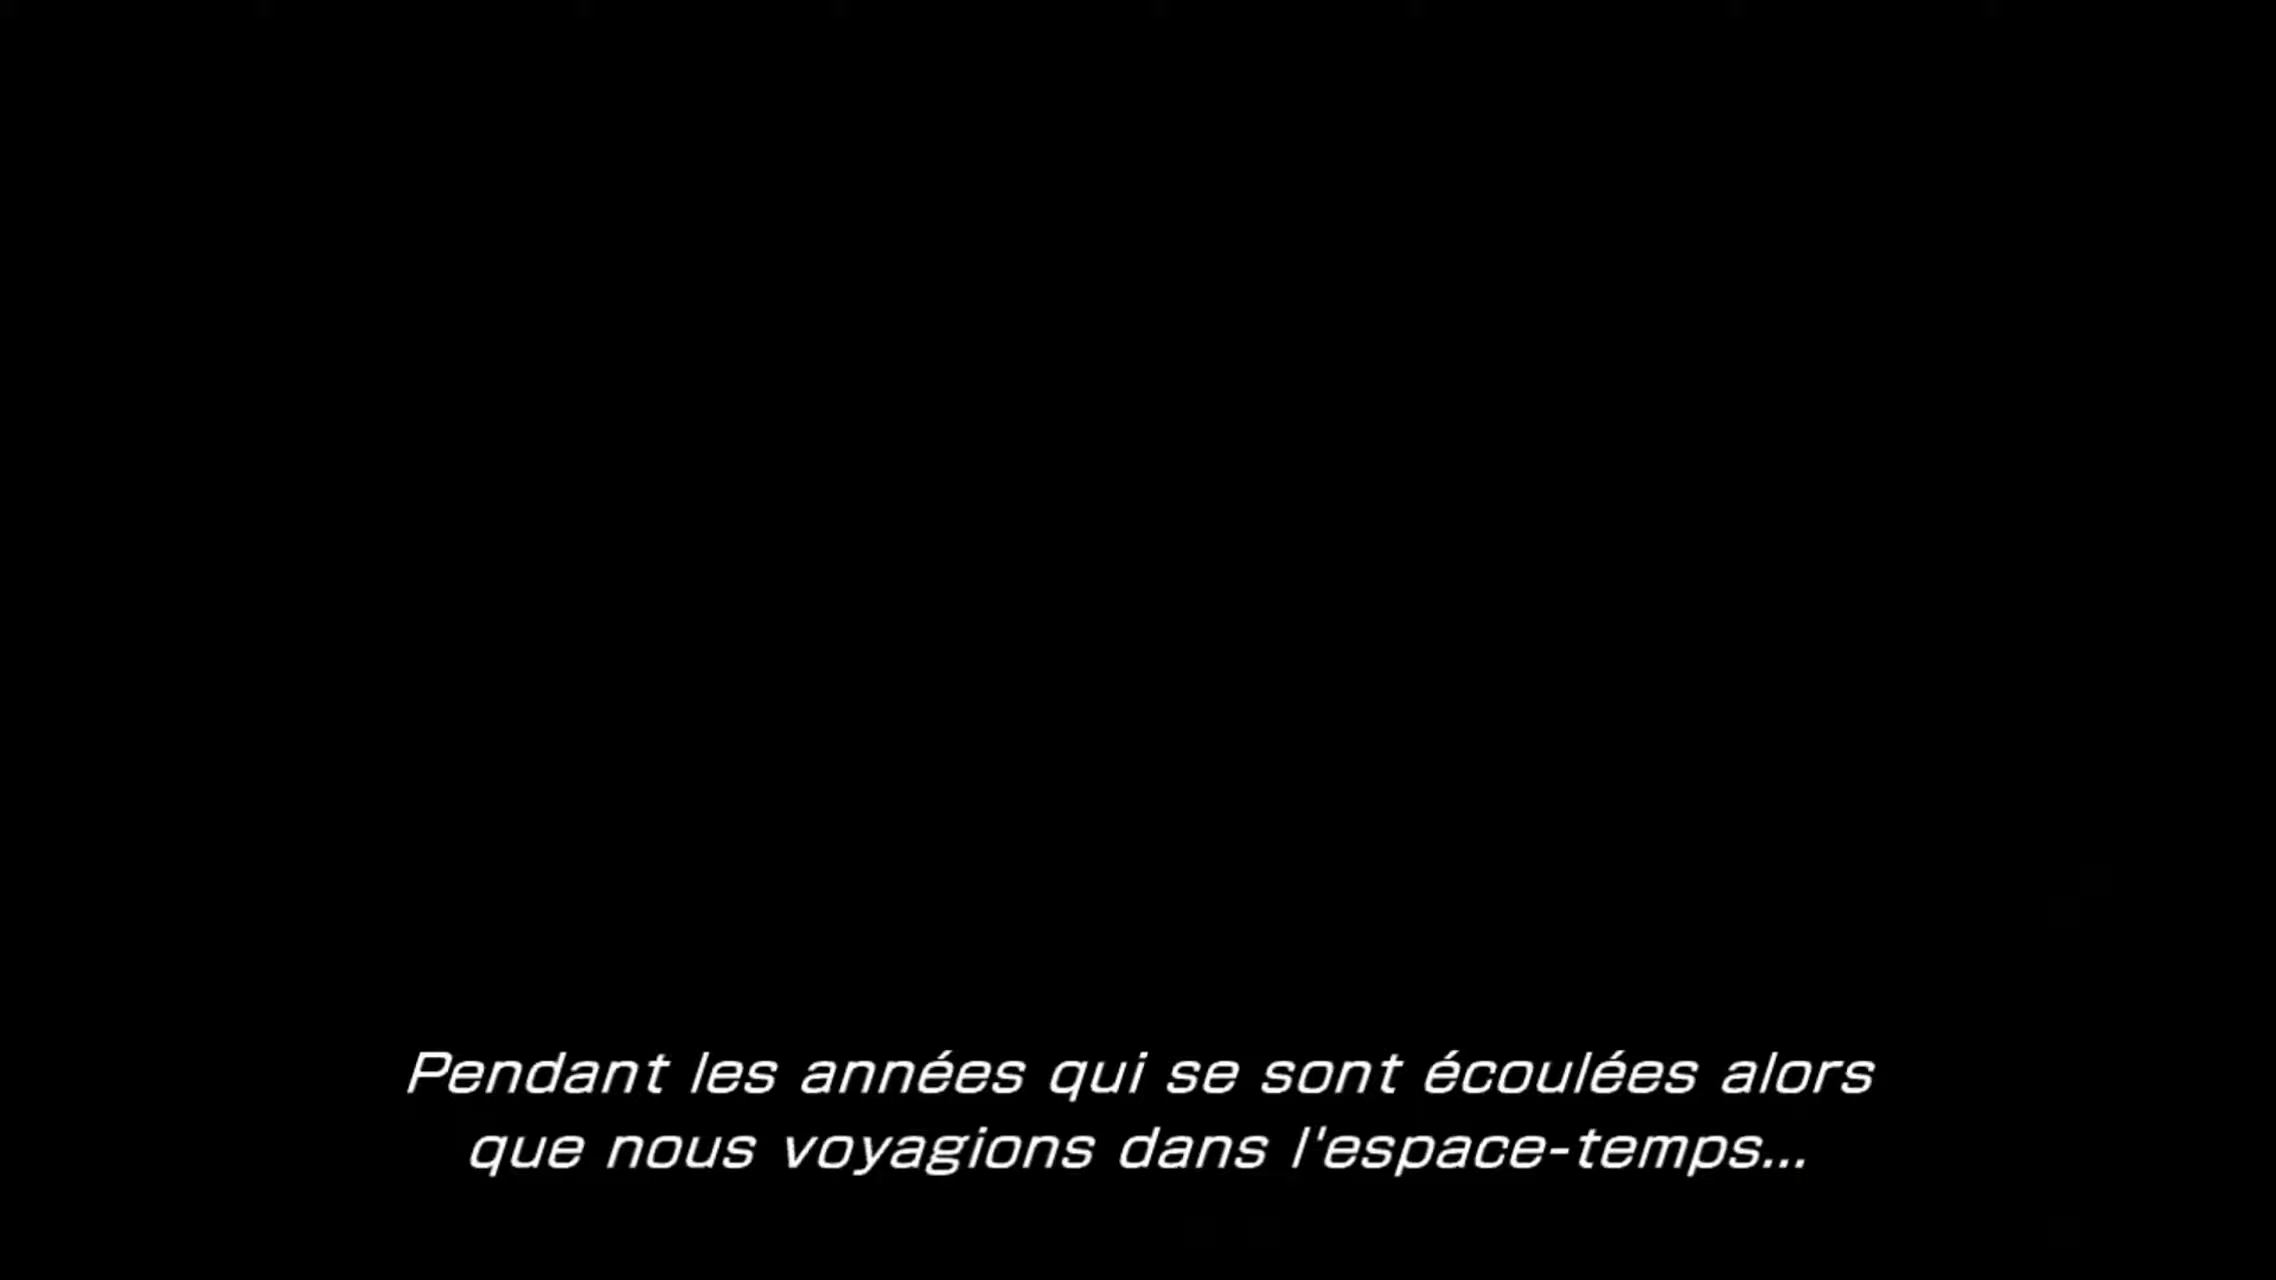 Pendant les années qui se sont écoulées alors
que nous voyagions dans l'espace-temps...